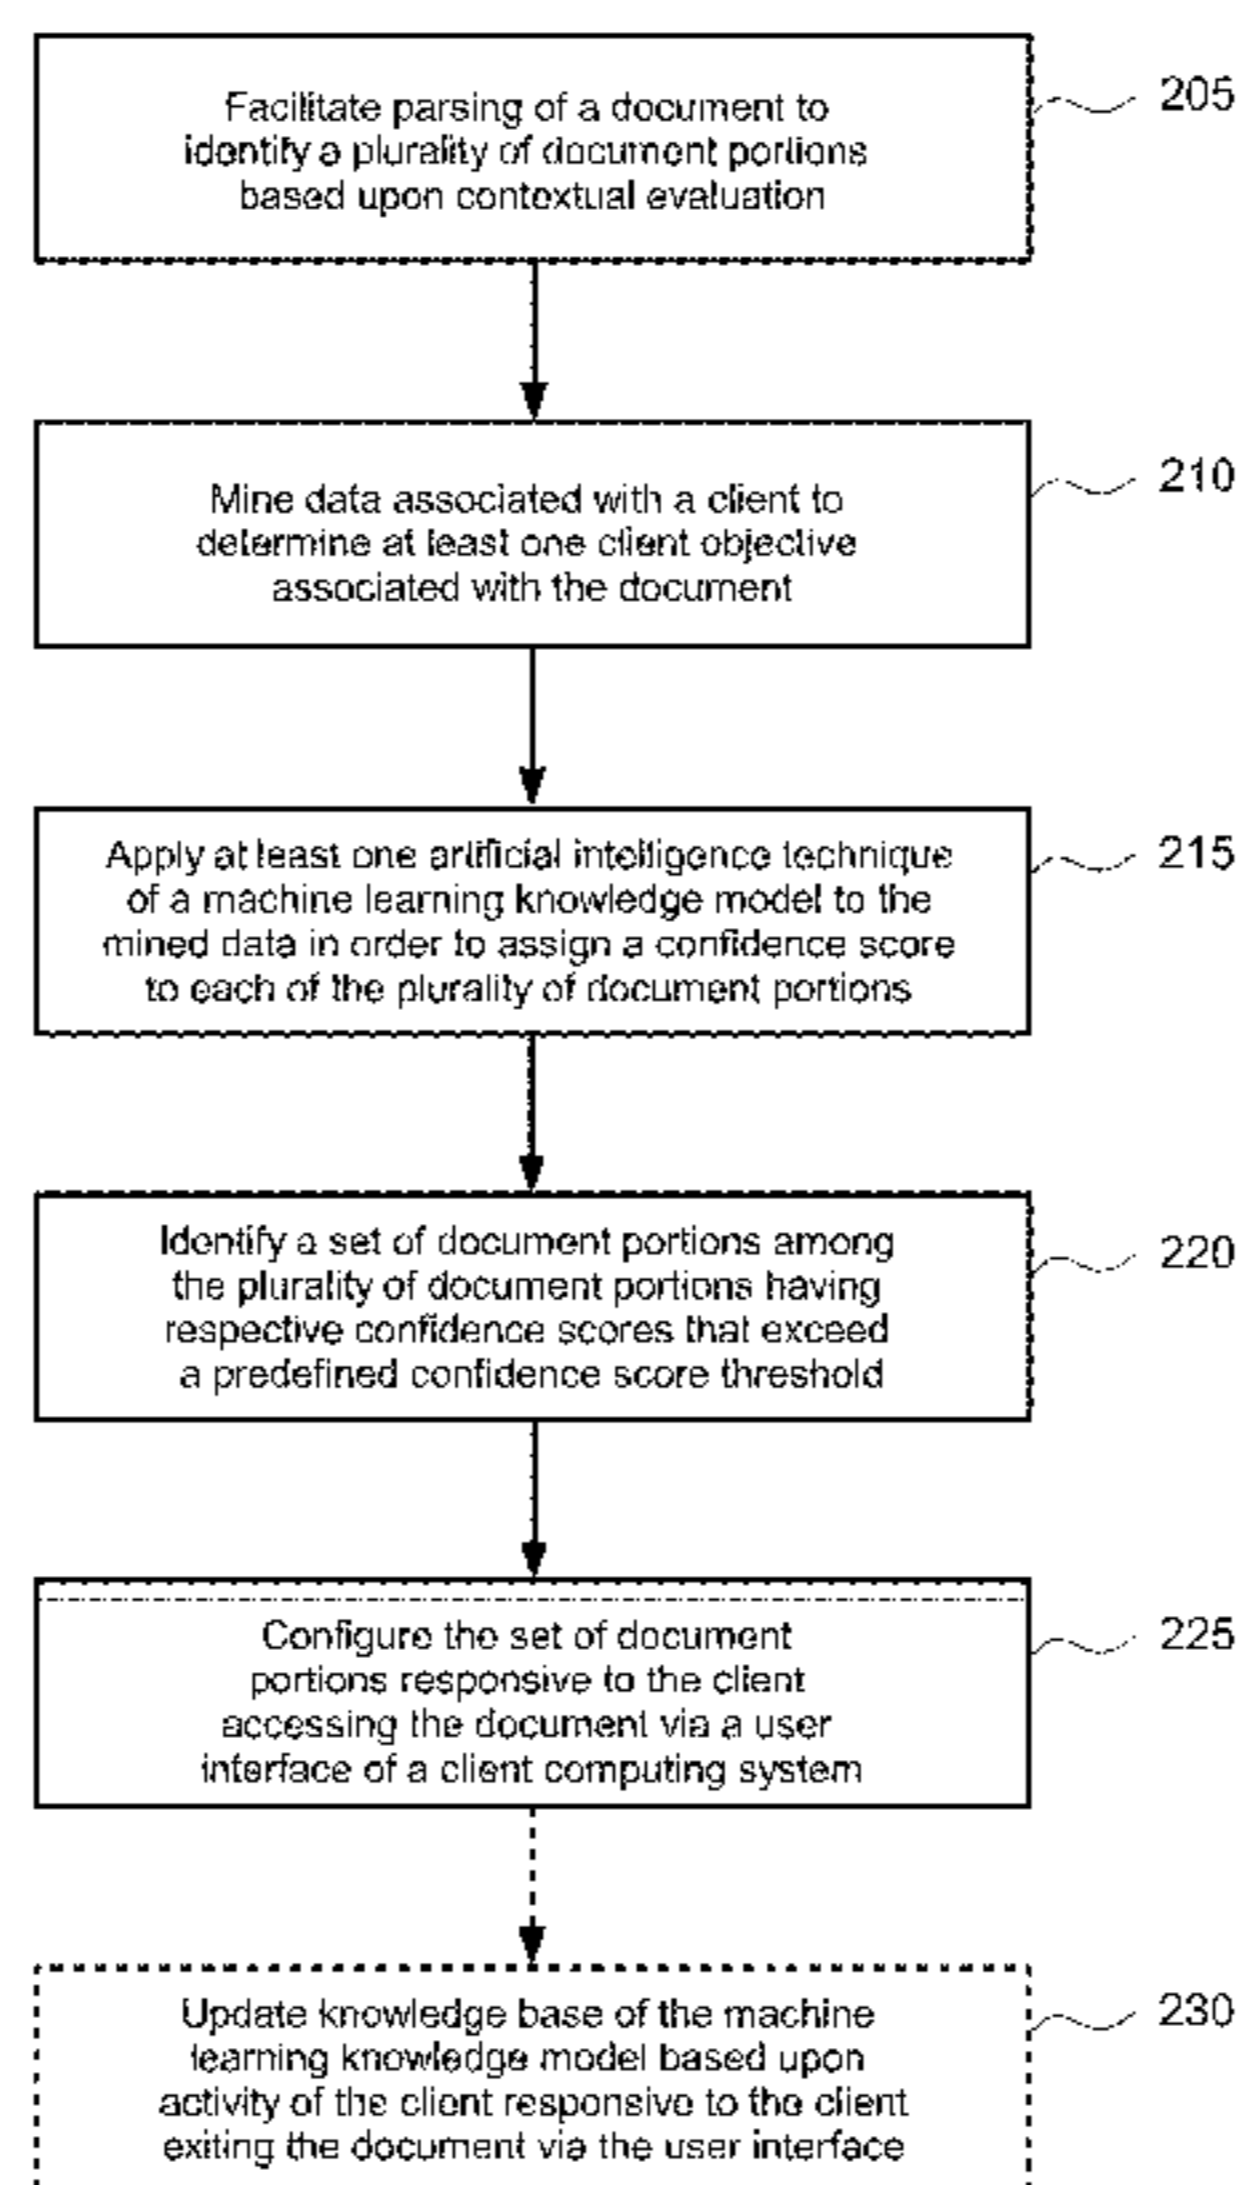 Facilitate parsing of a document to
identify a plurality of document portions
based upon contextual evaluation
205
Mine data associated with a client to
determine at least one client objective
associated with the document
210
Apply at least one artificial intelligence technique
of a machine learning knowledge model to the
mined data in order to assign a confidence score
to each of the plurality of document portions
215
Identify a set of document portions among
the plurality of document portions having
respective confidence scores that exceed
a predefined confidence score threshold
220
Configure the set of document
portions responsive to the client
accessing the document via a user
interface of a client computing system
225
Update knowledge base of the machine
learning knowledge model based upon
activity of the client responsive to the client
exiting the document via the user interface
230